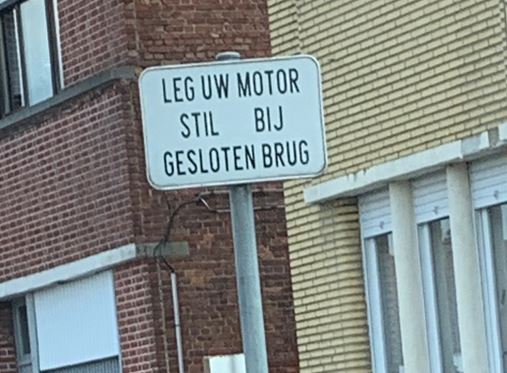 LEG UW MOTOR
STIL BIJ
GESLOTEN BRUG